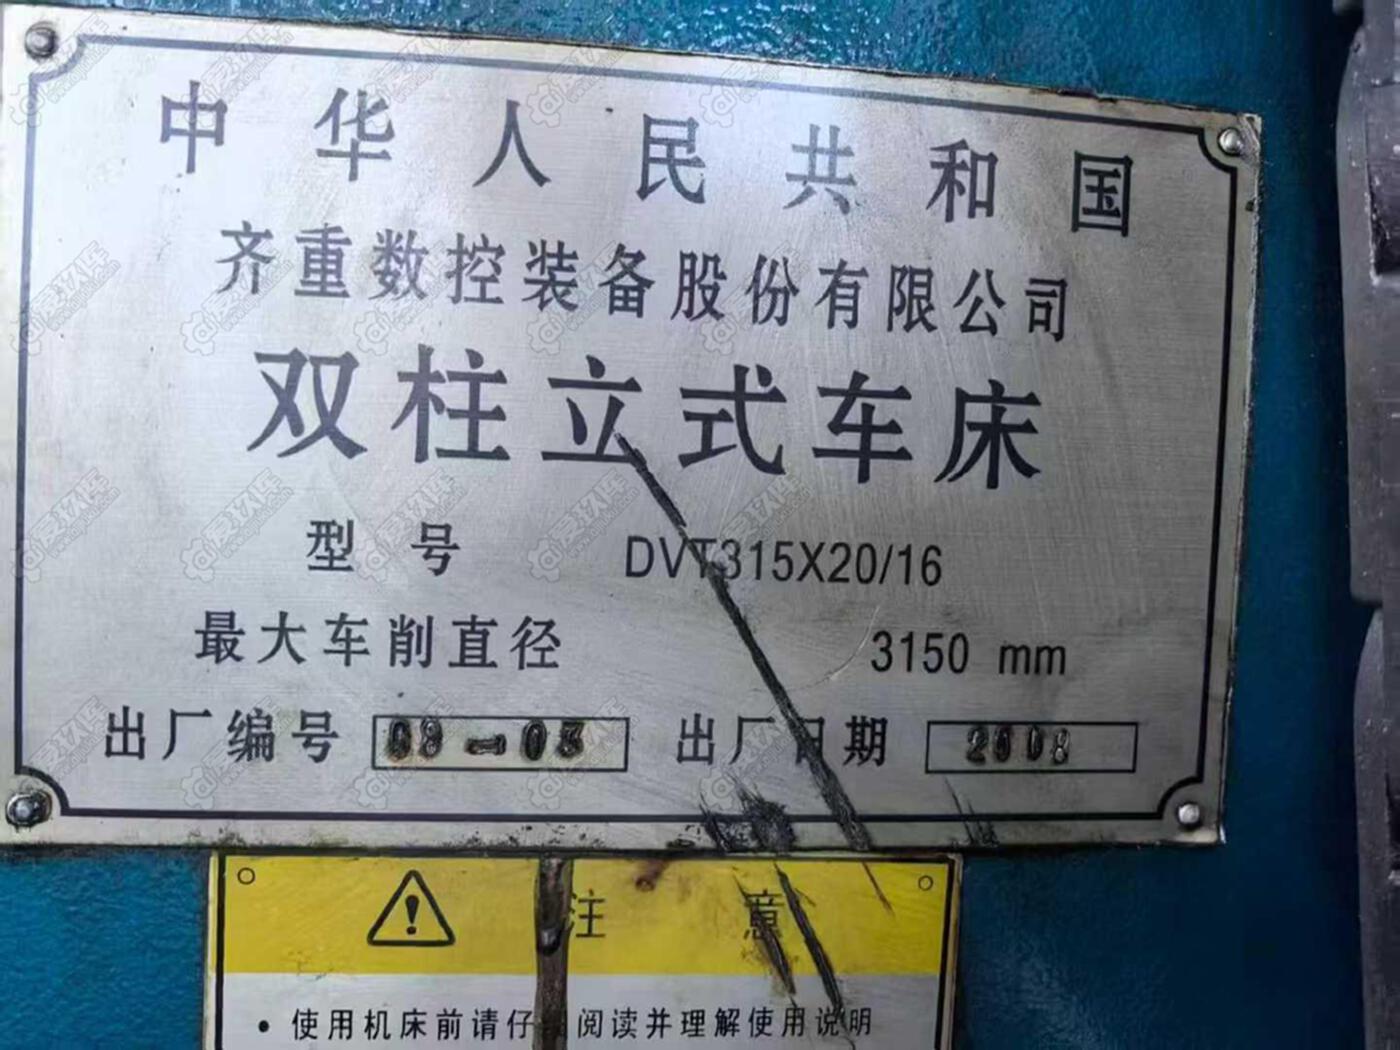 中华人民共和国
齐重数控装备股份有限公司
双柱立式车床
型号 DVT315X20/16
最大车削直径 3150 mm
出厂编号 08-03 出厂日期 2008
注意
• 使用机床前请仔 阅读并理解使用说明